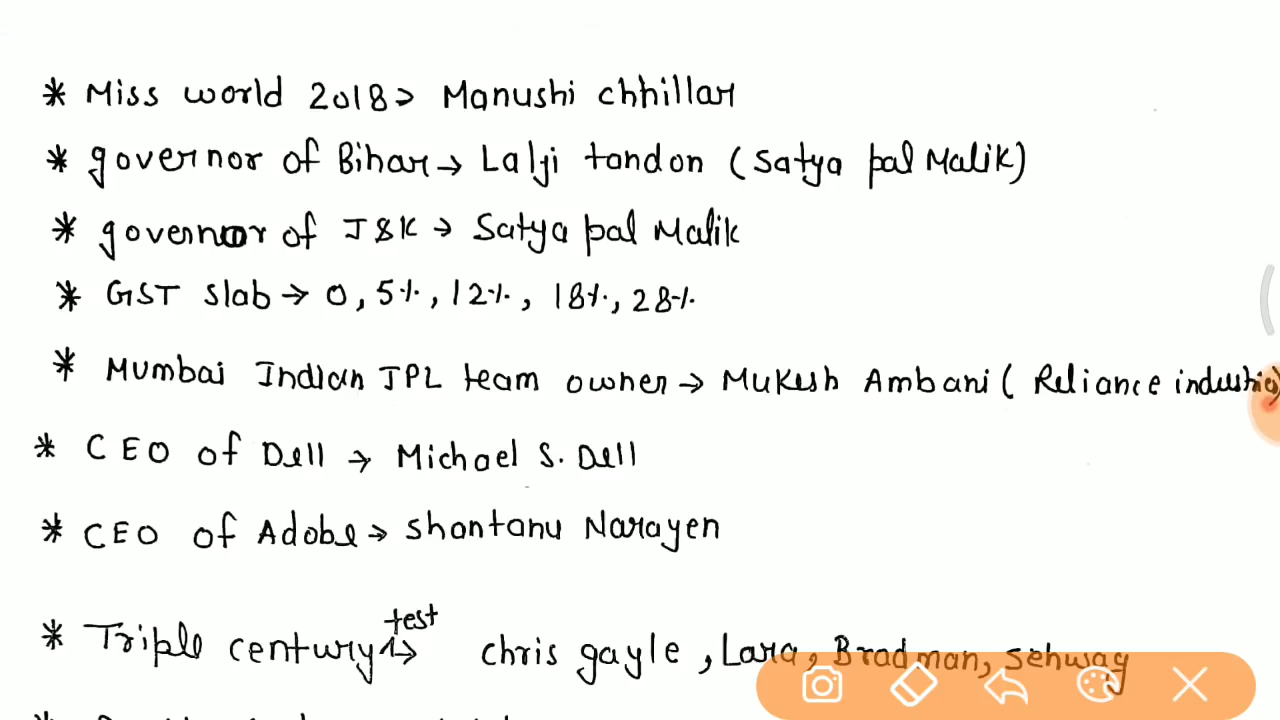 * Miss world 2018> Manushi chhillar
* governor of Bihar→ Lalji tandon (Satya pal Malik)
* governor of J&K → Satya pal Malik
* GST slab → 0, 5%, 12%, 18%, 28%
* Mumbai Indian IPL team owner → Mukesh Ambani ( Reliance industries)
* CEO of Dell → Michael S. Dell
* CEO of Adobe→ Shantanu Narayen
* Triple century test → chris gayle, Lara, Bradman, Sehwag